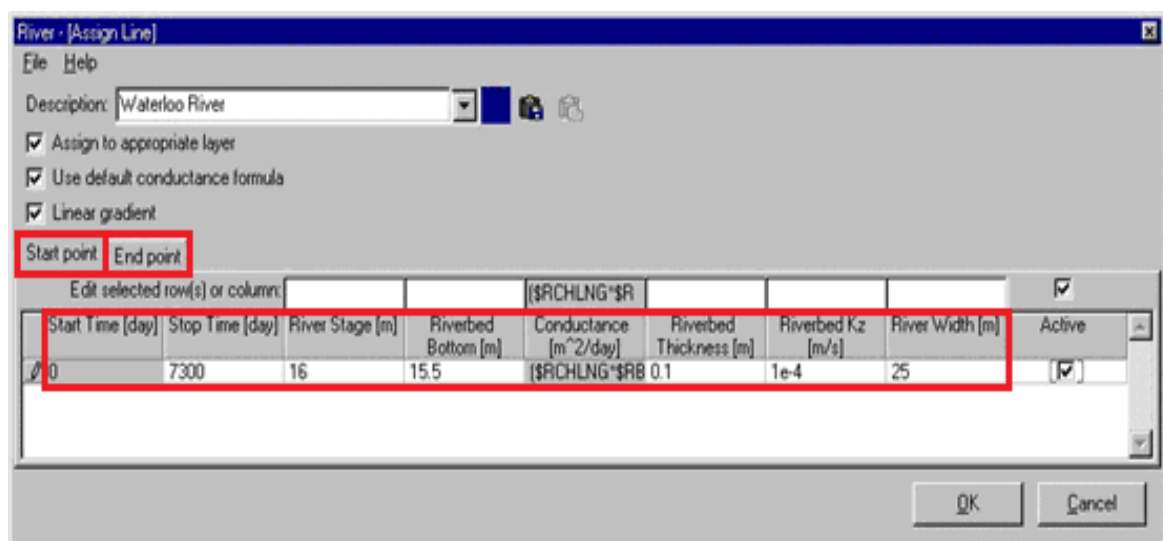 River - [Assign Line]
File Help
Description: Waterloo River
Assign to appropriate layer
Use default conductance formula
Linear gradient
Start point End point
Edit selected row(s) or column: ($RCHLNG*$R
Start Time [day] Stop Time [day] River Stage [m] Riverbed Bottom [m] Conductance [m^2/day] Riverbed Thickness [m] Riverbed Kz [m/s] River Width [m] Active
0 7300 16 15.5 ($RCHLNG*$RB 0.1 1e-4 25
OK Cancel